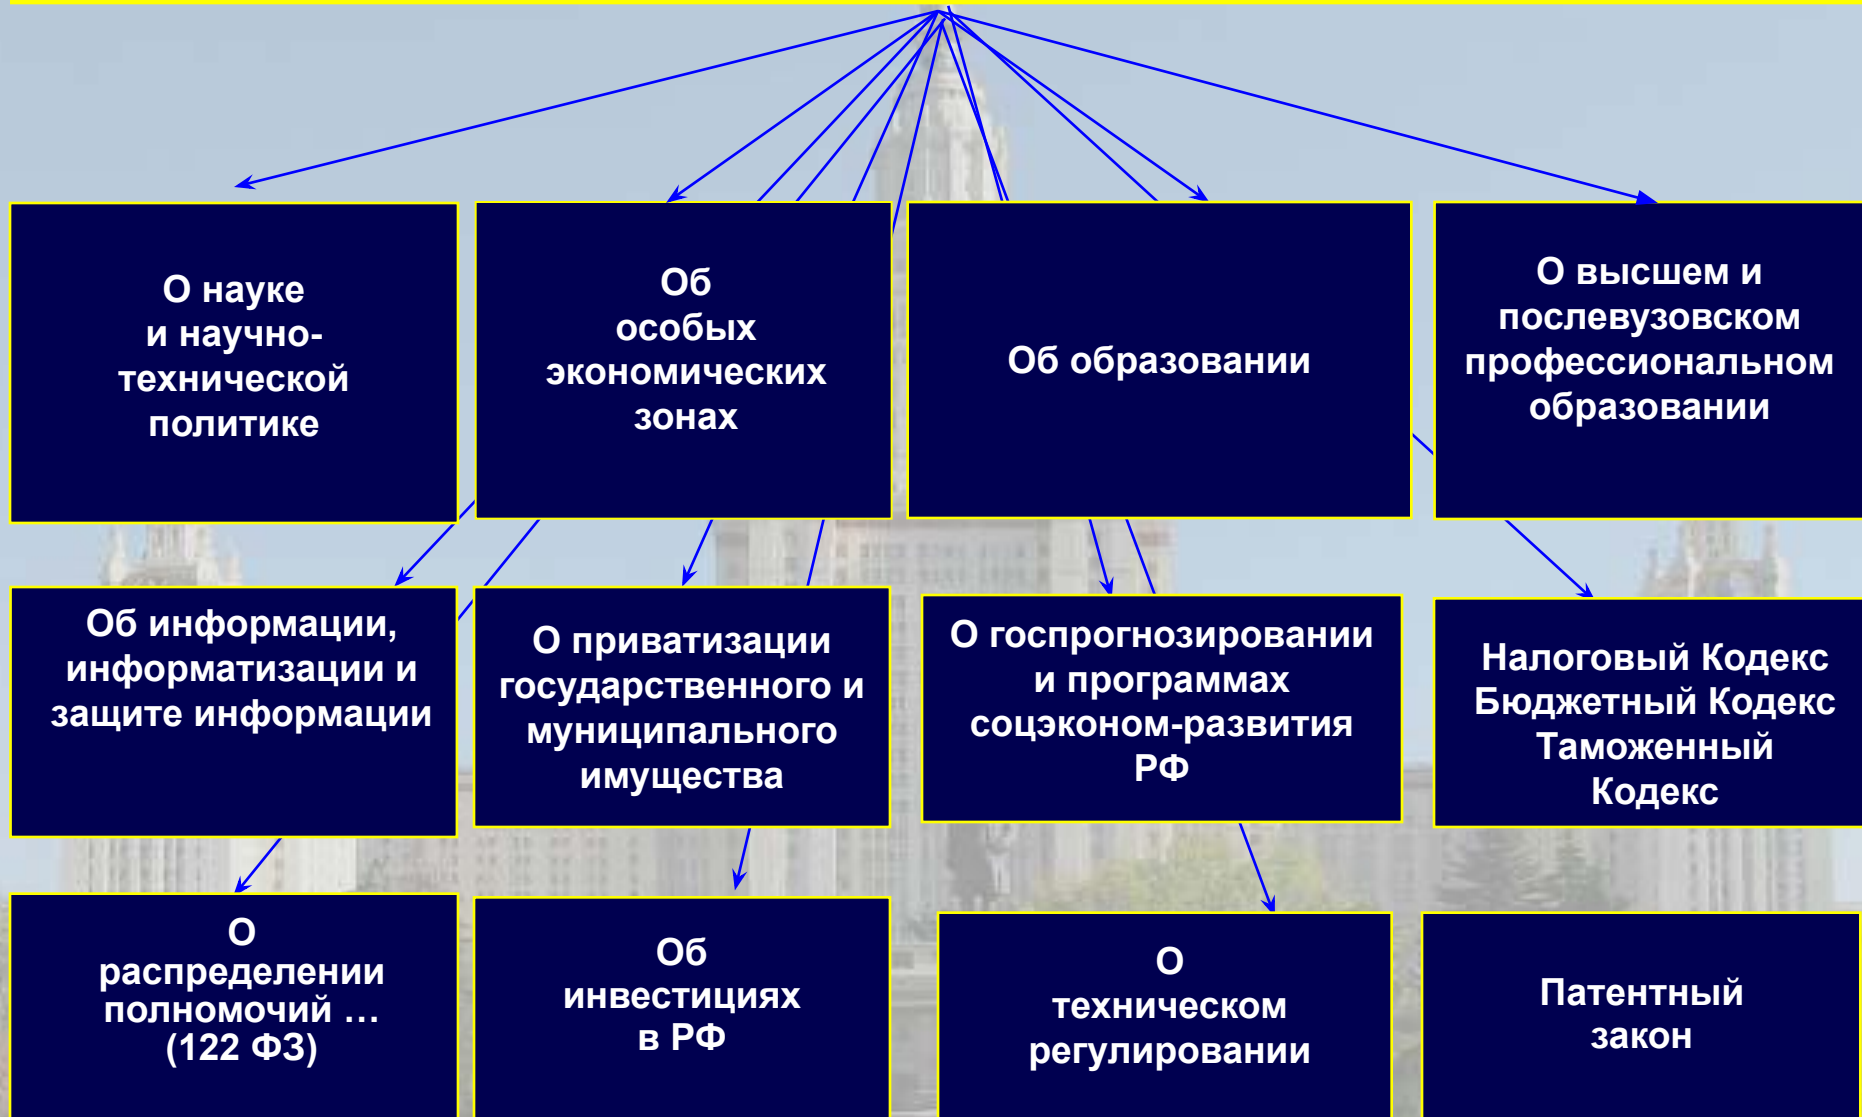 О науке
и научно-
технической
политике
Об
особых
экономических
зонах
Об образовании
О высшем и
послевузовском
профессиональном
образовании
Об информации,
информатизации и
защите информации
О приватизации
государственного и
муниципального
имущества
О госпрогнозировании
и программах
соцэконом-развития
РФ
Налоговый Кодекс
Бюджетный Кодекс
Таможенный
Кодекс
О
распределении
полномочий ...
(122 ФЗ)
Об
инвестициях
в РФ
О
техническом
регулировании
Патентный
закон